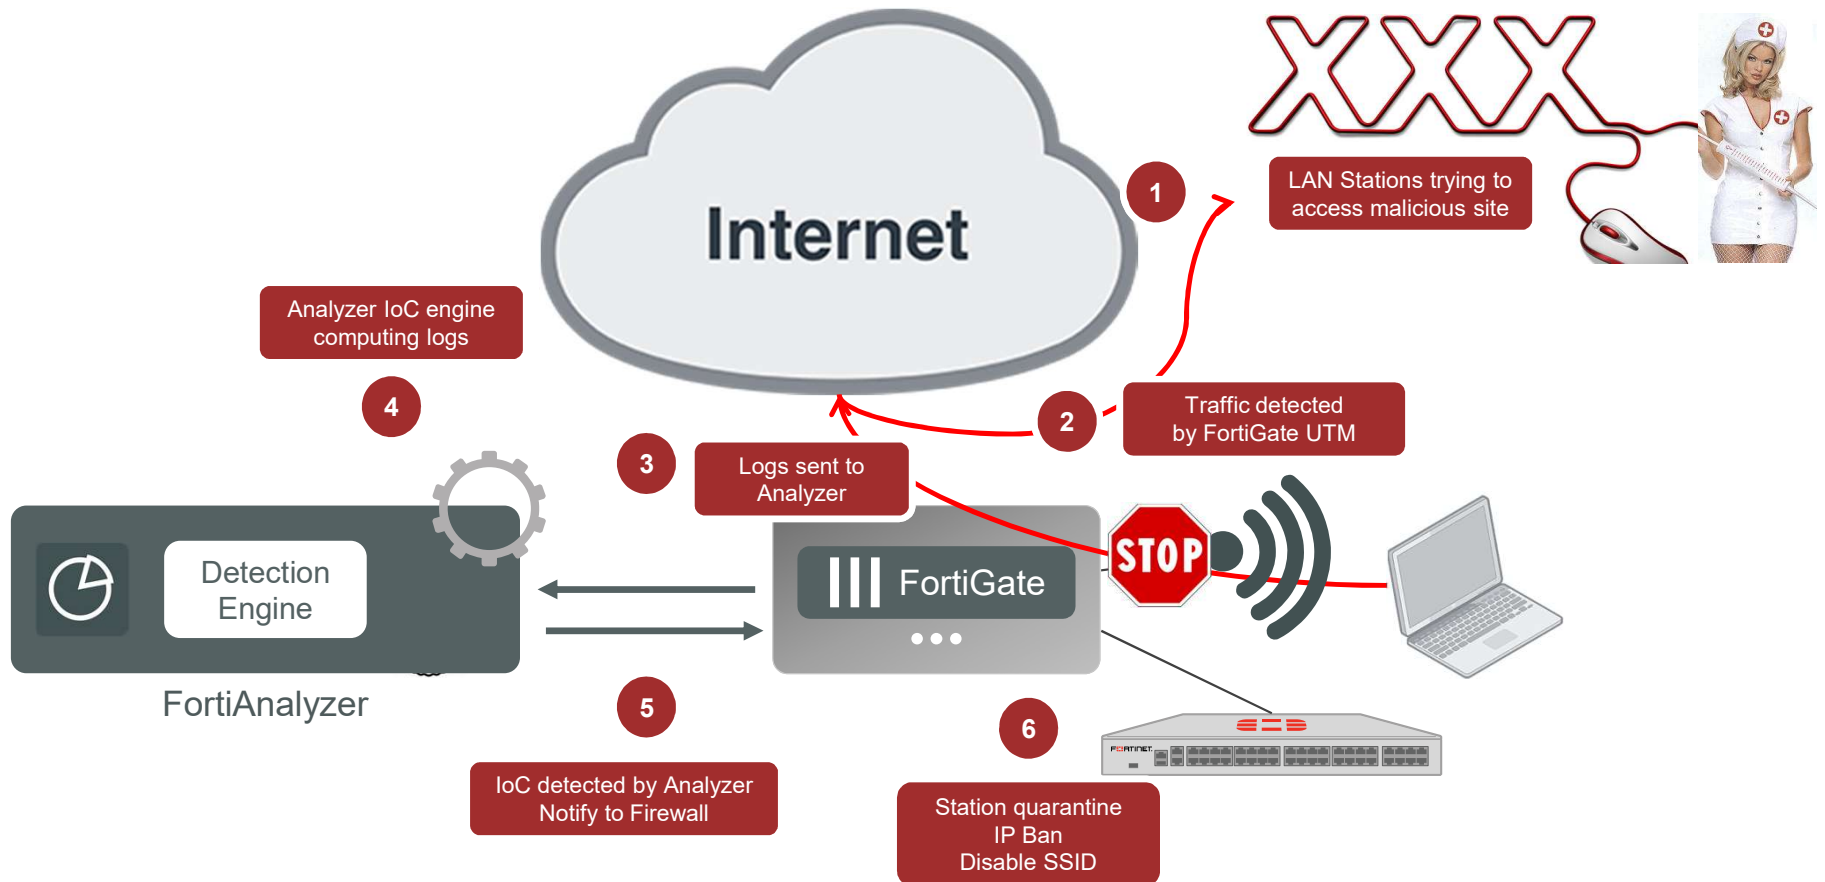 XXX
1
LAN Stations trying to
access malicious site
Internet
Analyzer IoC engine
computing logs
4
2
Traffic detected
by FortiGate UTM
3
Logs sent to
Analyzer
Detection
Engine
FortiGate
STOP
FortiAnalyzer
5
IoC detected by Analyzer
Notify to Firewall
6
FORTINET
Station quarantine
IP Ban
Disable SSID